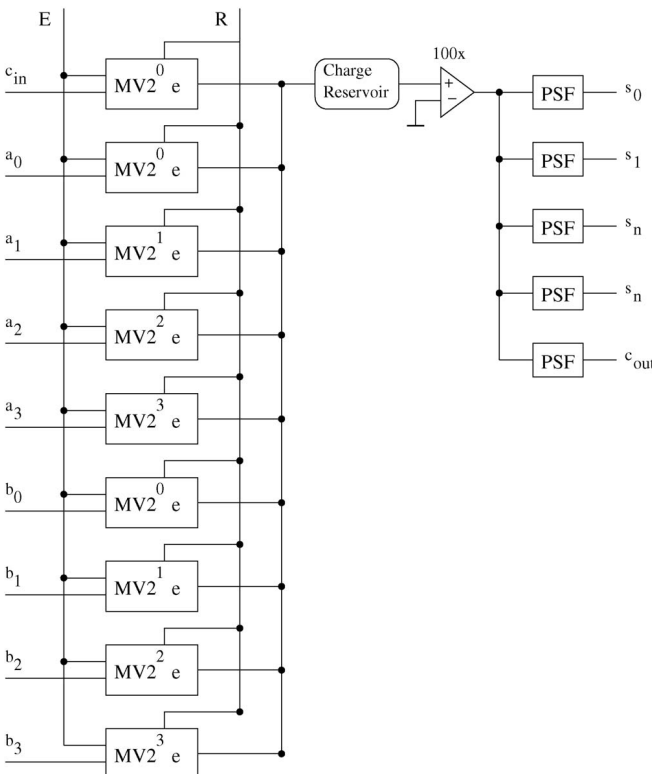 E R
c_in MV2^0 e
a_0 MV2^0 e
a_1 MV2^1 e
a_2 MV2^2 e
a_3 MV2^3 e
b_0 MV2^0 e
b_1 MV2^1 e
b_2 MV2^2 e
b_3 MV2^3 e
Charge
Reservoir
100x
+
−
PSF s_0
PSF s_1
PSF s_n
PSF s_n
PSF c_out